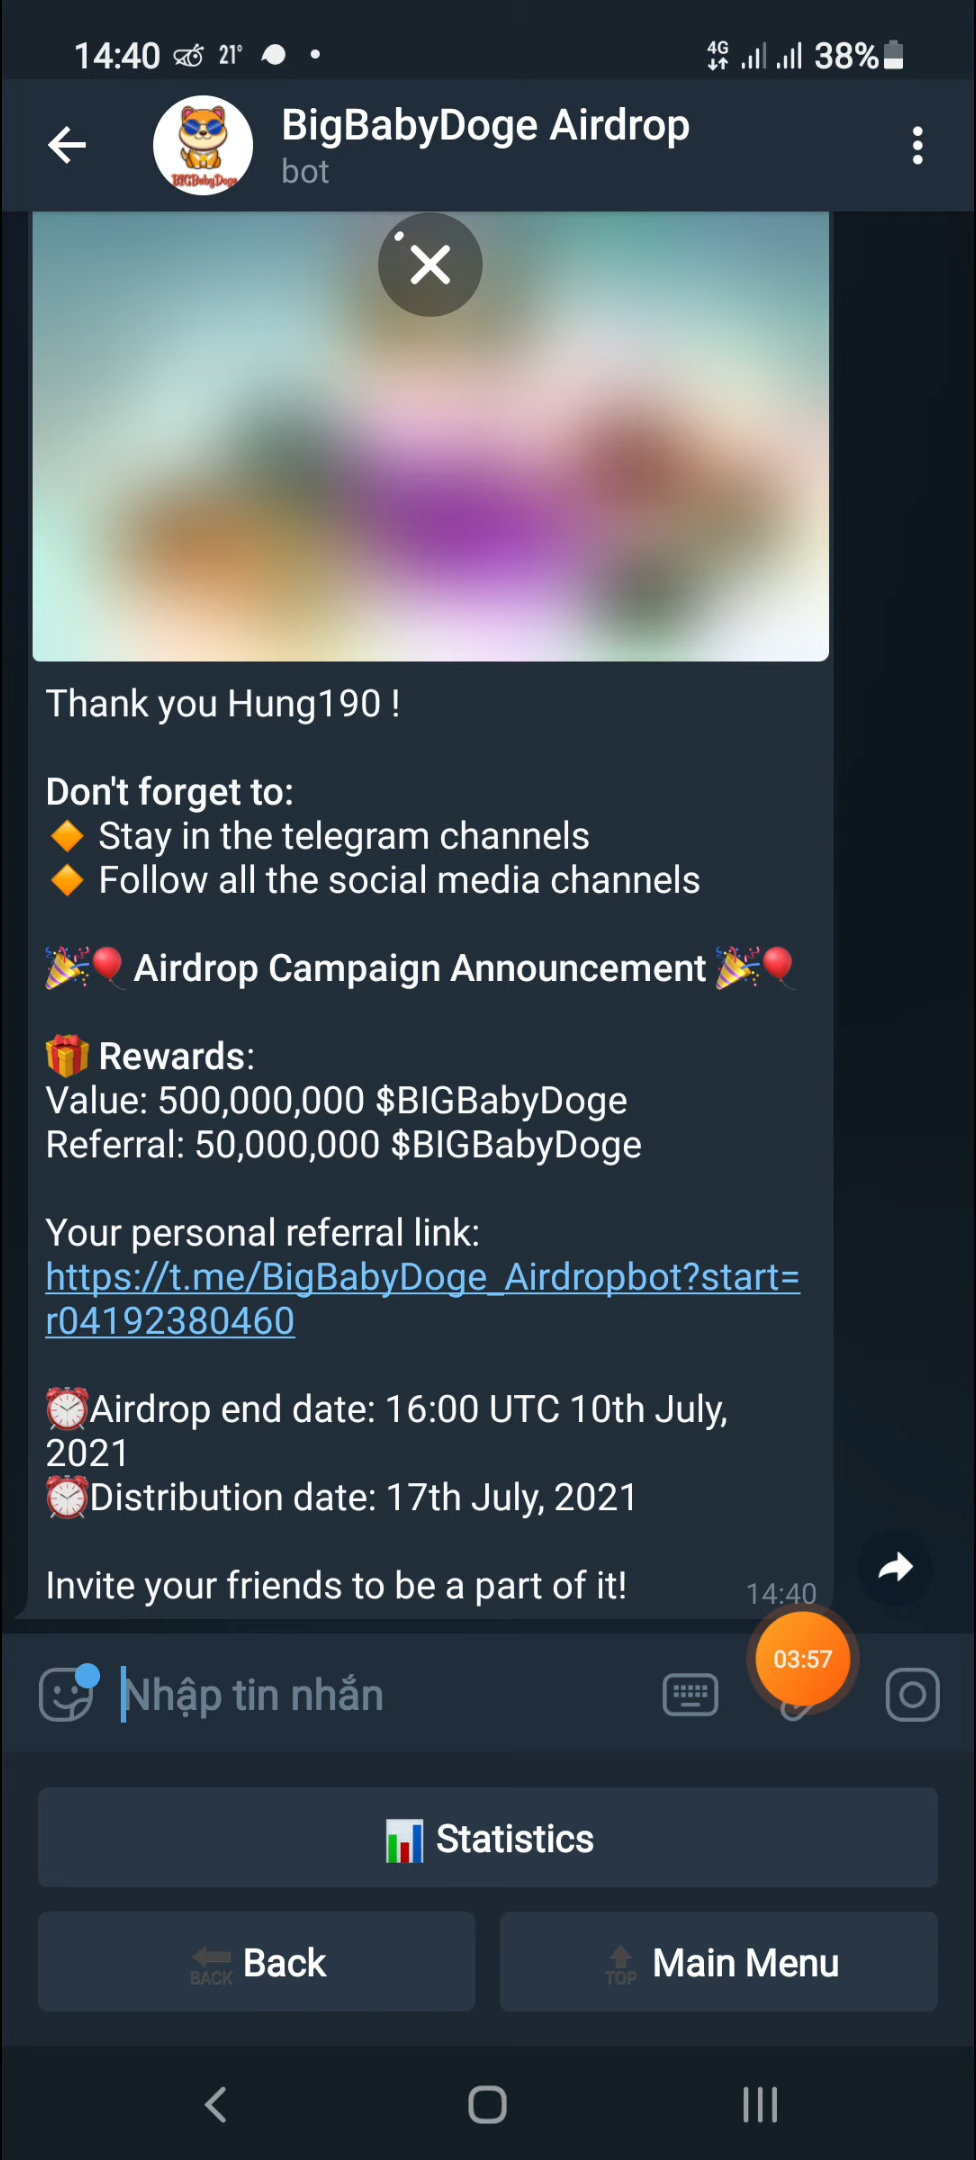 14:40 21° 4G 38%
BigBabyDoge Airdrop
BIGBabyDoge
bot
Thank you Hung190 !
Don't forget to:
🔶 Stay in the telegram channels
🔶 Follow all the social media channels
🎉🎈 Airdrop Campaign Announcement 🎉🎈
🎁 Rewards:
Value: 500,000,000 $BIGBabyDoge
Referral: 50,000,000 $BIGBabyDoge
Your personal referral link:
https://t.me/BigBabyDoge_Airdropbot?start=
r04192380460
⏰Airdrop end date: 16:00 UTC 10th July,
2021
⏰Distribution date: 17th July, 2021
Invite your friends to be a part of it!
14:40
03:57
Nhập tin nhắn
📊 Statistics
BACK Back
TOP Main Menu